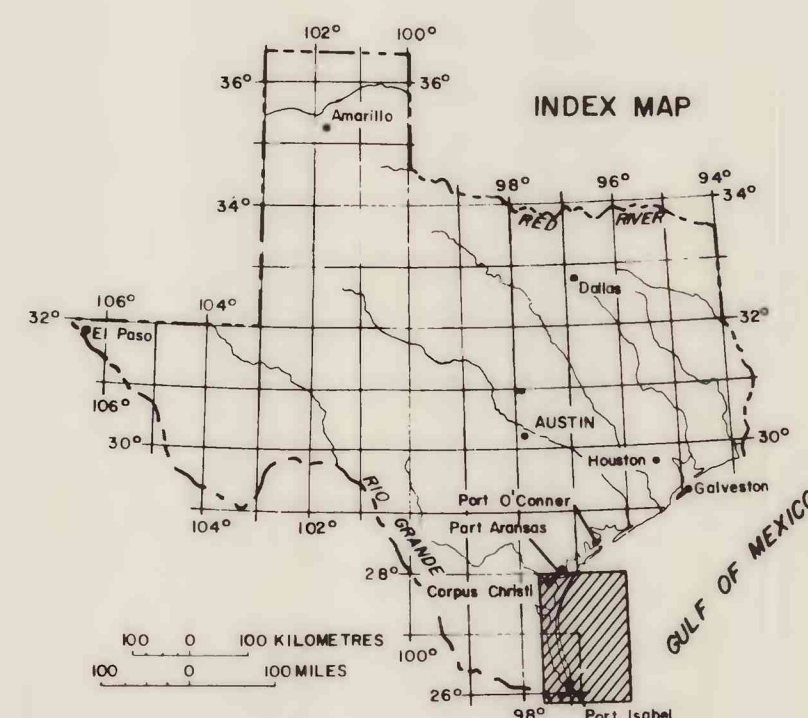 102° 100°
36° 36°
Amarillo
INDEX MAP
98° 96° 94°
34° 34°
RED RIVER
Dallas
106° 104°
32° 32°
El Paso
106°
AUSTIN
30° 30°
Houston
RIO GRANDE
Port O'Conner
Galveston
104° 102°
Part Aransas
GULF OF MEXICO
28°
Corpus Christi
100 0 100 KILOMETRES
100°
100 0 100 MILES
26°
98° Port Isabel